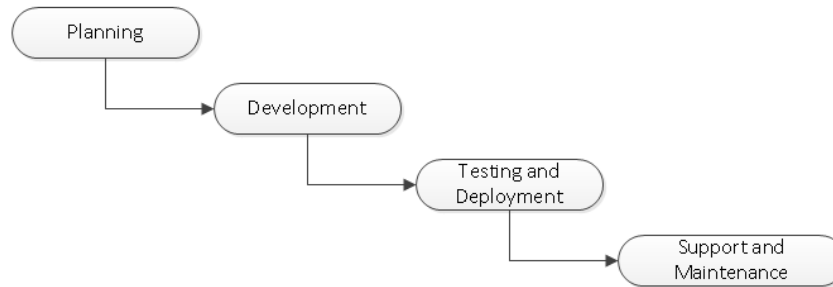 Planning
Development
Testing and
Deployment
Support and
Maintenance